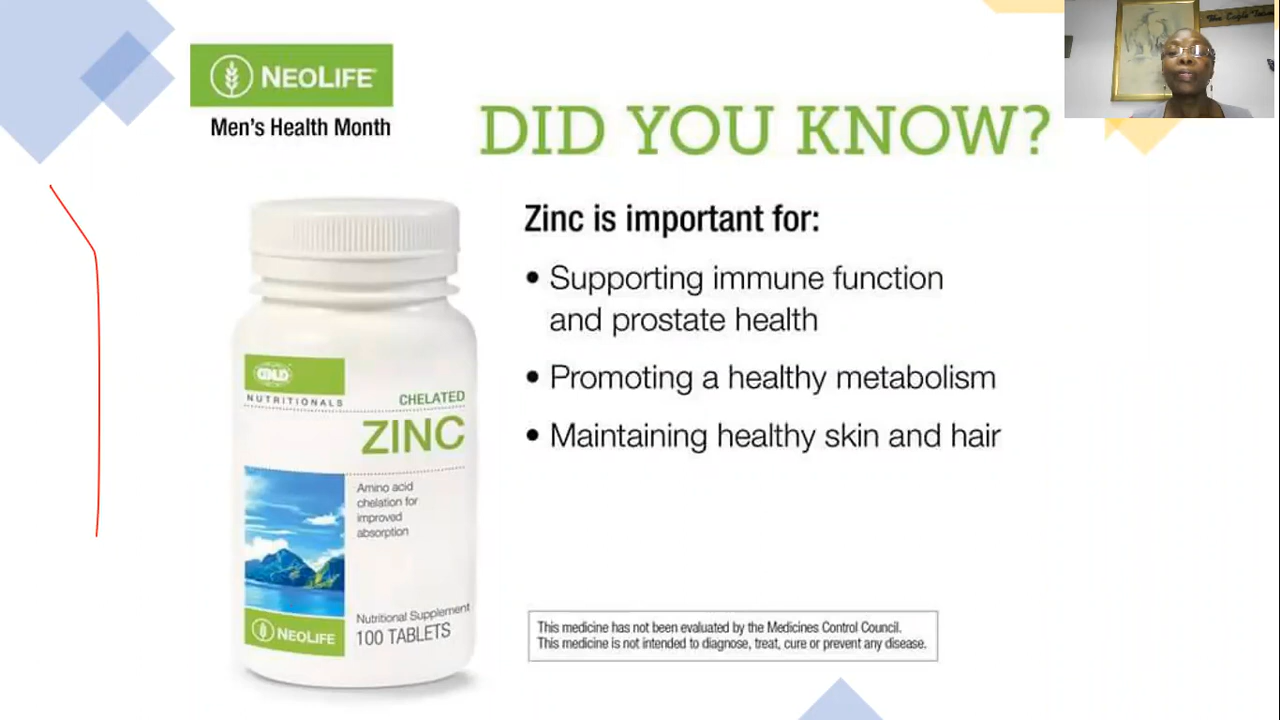 NEOLIFE
Men's Health Month
DID YOU KNOW?
Zinc is important for:
• Supporting immune function
and prostate health
• Promoting a healthy metabolism
• Maintaining healthy skin and hair
GNLD
NUTRITIONALS
CHELATED
ZINC
Amino acid
chelation for
improved
absorption
Nutritional Supplement
100 TABLETS
NEOLIFE
This medicine has not been evaluated by the Medicines Control Council.
This medicine is not intended to diagnose, treat, cure or prevent any disease.
The Eagle